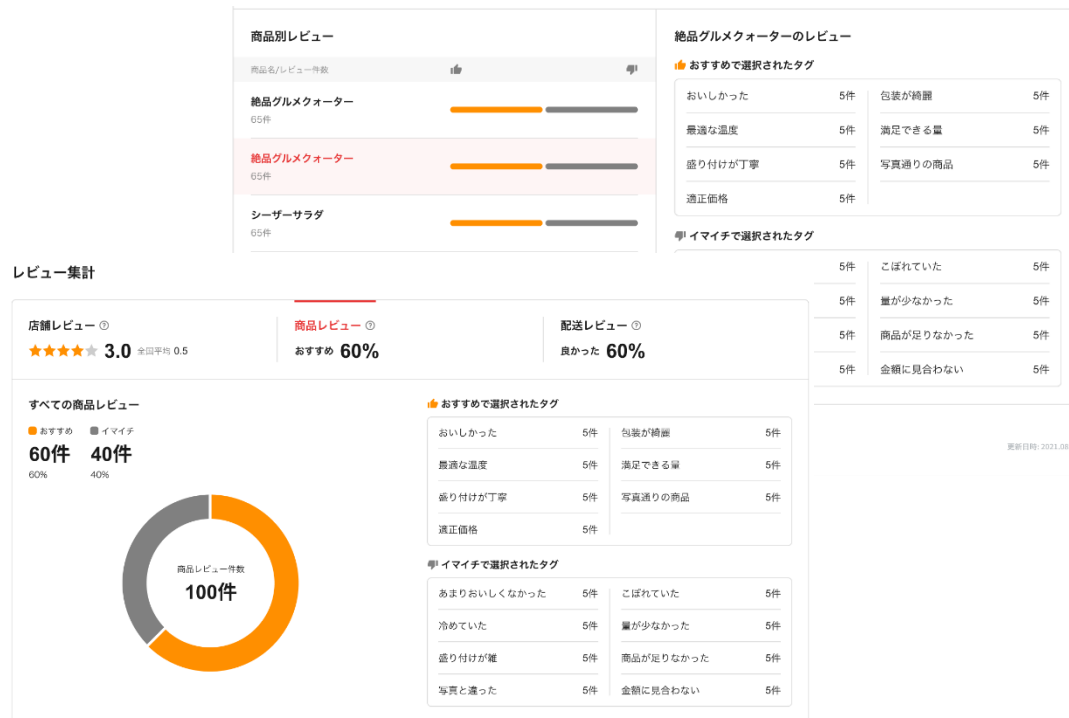 商品別レビュー
商品名/レビュー件数
絶品グルメクォーター
65件
絶品グルメクォーター
65件
シーザーサラダ
65件
絶品グルメクォーターのレビュー
おすすめで選択されたタグ
おいしかった 5件 包装が綺麗 5件
最適な温度 5件 満足できる量 5件
盛り付けが丁寧 5件 写真通りの商品 5件
適正価格 5件
イマイチで選択されたタグ
5件 こぼれていた 5件
5件 量が少なかった 5件
5件 商品が足りなかった 5件
5件 金額に見合わない 5件
更新日時: 2021.08
レビュー集計
店舗レビュー
3.0 全国平均 0.5
商品レビュー
おすすめ 60%
配送レビュー
良かった 60%
すべての商品レビュー
おすすめ イマイチ
60件 40件
60% 40%
商品レビュー件数
100件
おすすめで選択されたタグ
おいしかった 5件 包装が綺麗 5件
最適な温度 5件 満足できる量 5件
盛り付けが丁寧 5件 写真通りの商品 5件
適正価格 5件
イマイチで選択されたタグ
あまりおいしくなかった 5件 こぼれていた 5件
冷めていた 5件 量が少なかった 5件
盛り付けが雑 5件 商品が足りなかった 5件
写真と違った 5件 金額に見合わない 5件